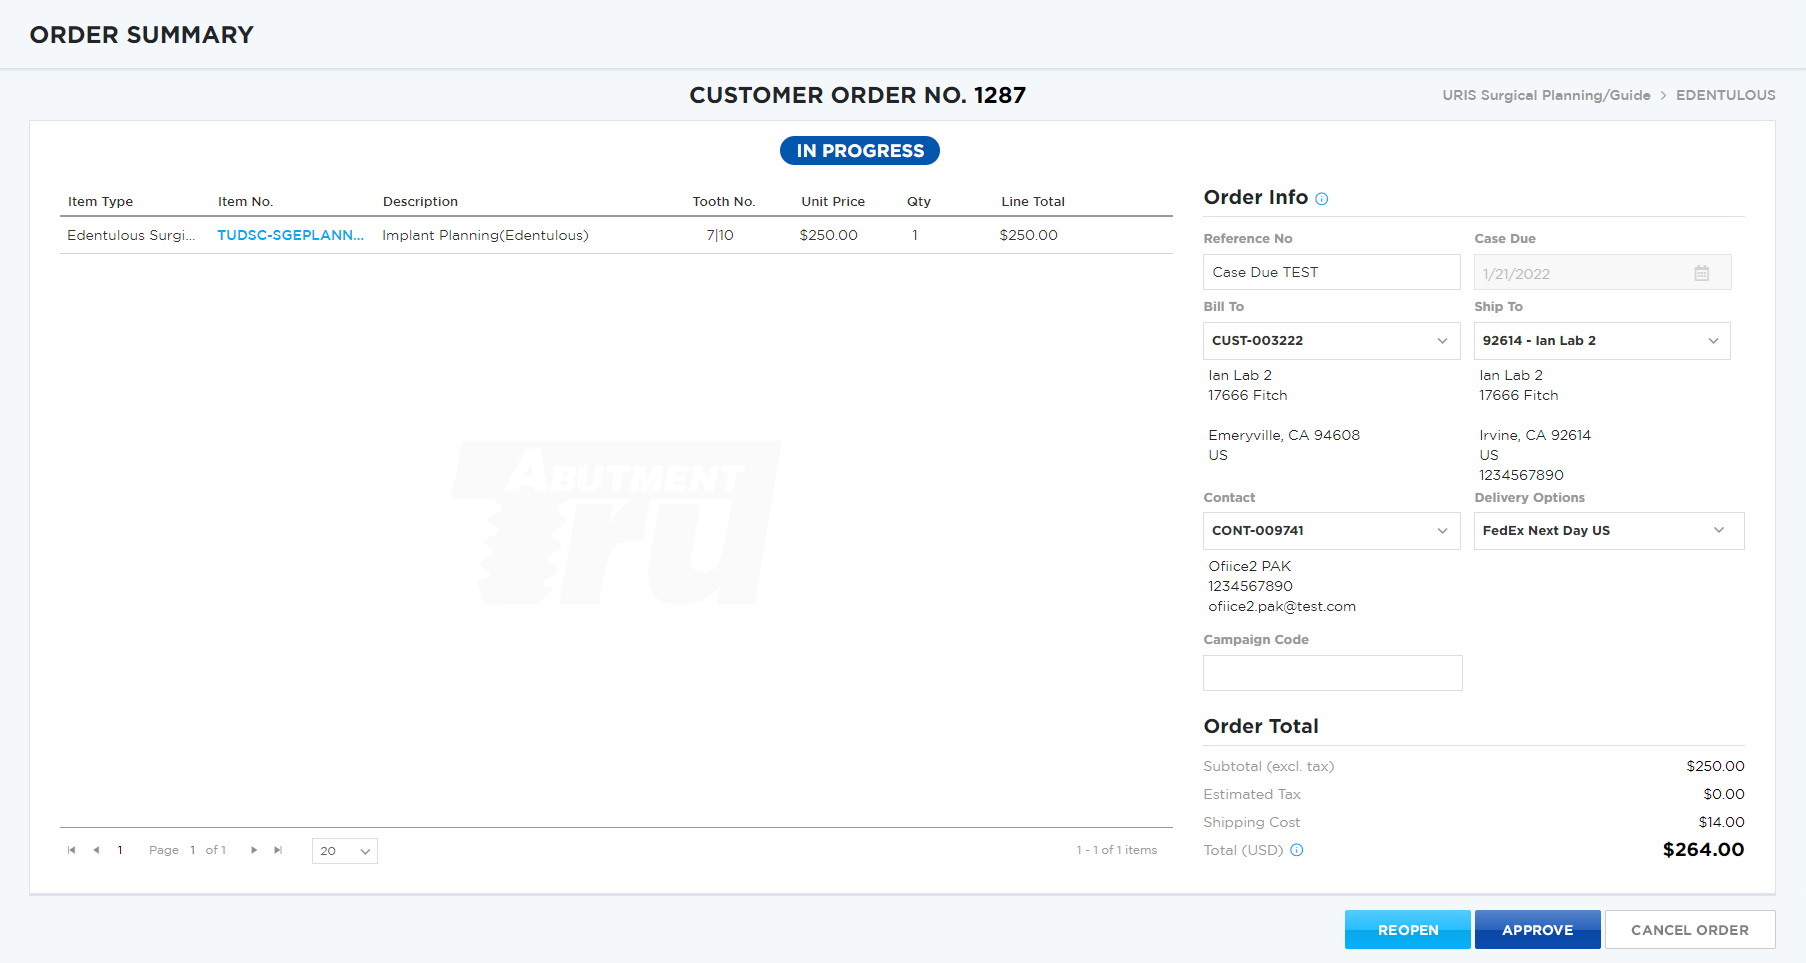 ORDER SUMMARY
CUSTOMER ORDER NO. 1287
URIS Surgical Planning/Guide > EDENTULOUS
IN PROGRESS
Item Type Item No. Description Tooth No. Unit Price Qty Line Total
Edentulous Surgi... TUDSC-SGEPLANN... Implant Planning(Edentulous) 7|10 $250.00 1 $250.00
ABUTMENT
Tru
1 Page 1 of 1 20 1 - 1 of 1 items
Order Info
Reference No Case Due
Case Due TEST 1/21/2022
Bill To Ship To
CUST-003222 92614 - Ian Lab 2
Ian Lab 2 Ian Lab 2
17666 Fitch 17666 Fitch
Emeryville, CA 94608 Irvine, CA 92614
US US
1234567890
Contact Delivery Options
CONT-009741 FedEx Next Day US
Ofiice2 PAK
1234567890
ofiice2.pak@test.com
Campaign Code
Order Total
Subtotal (excl. tax) $250.00
Estimated Tax $0.00
Shipping Cost $14.00
Total (USD) $264.00
REOPEN APPROVE CANCEL ORDER